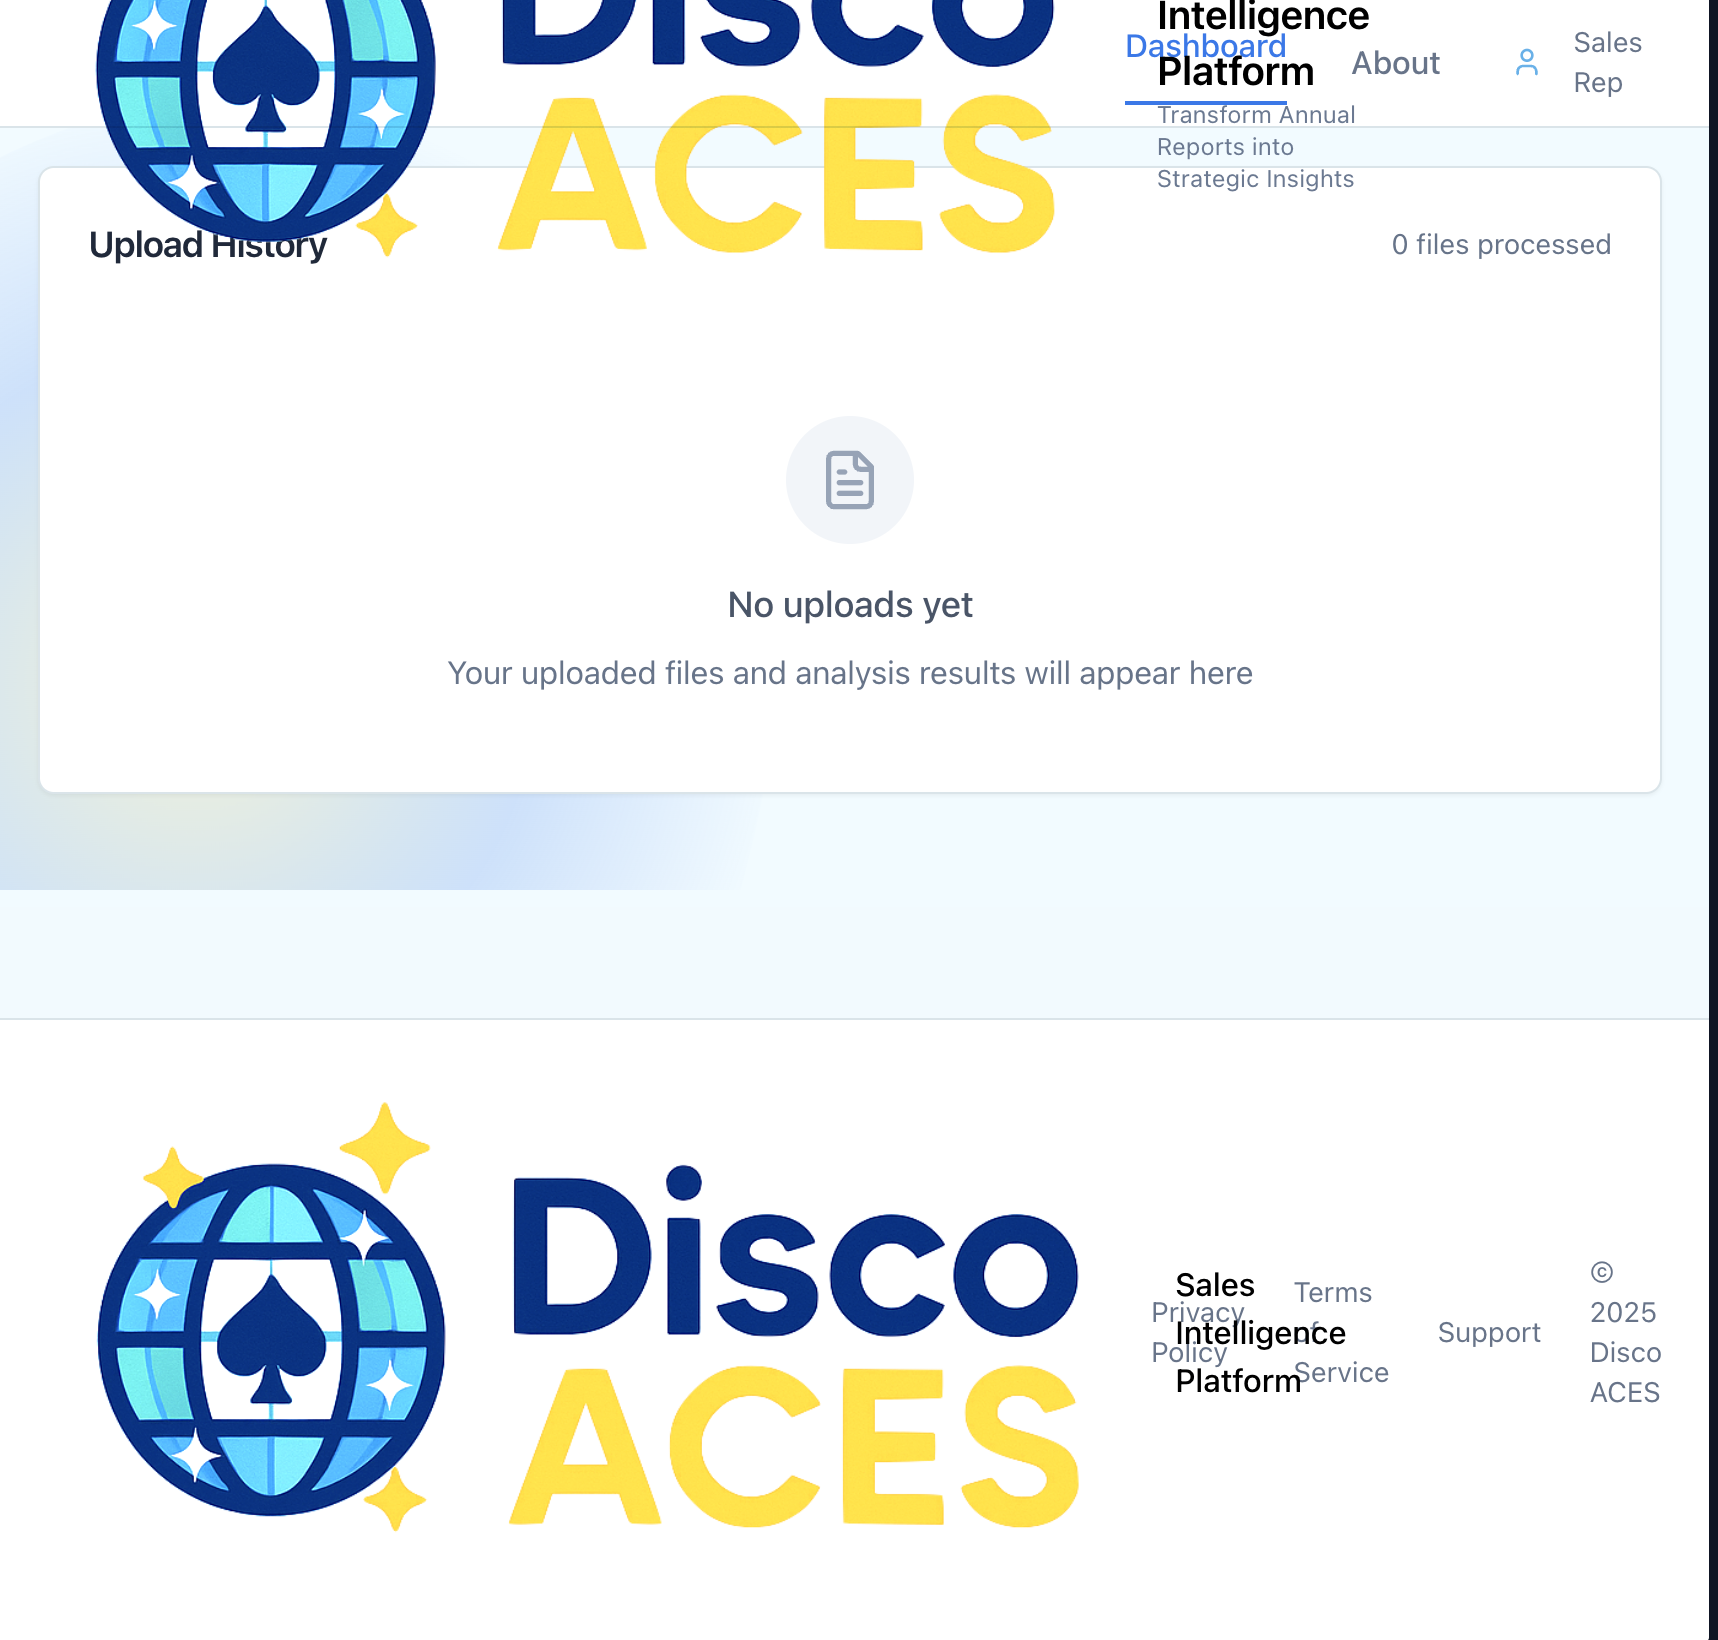 Disco
ACES
Intelligence
Platform
Transform Annual
Reports into
Strategic Insights
Dashboard
About
Sales
Rep
Upload History
0 files processed
No uploads yet
Your uploaded files and analysis results will appear here
Disco
ACES
Sales
Intelligence
Platform
Privacy
Policy
Terms
of
Service
Support
©
2025
Disco
ACES